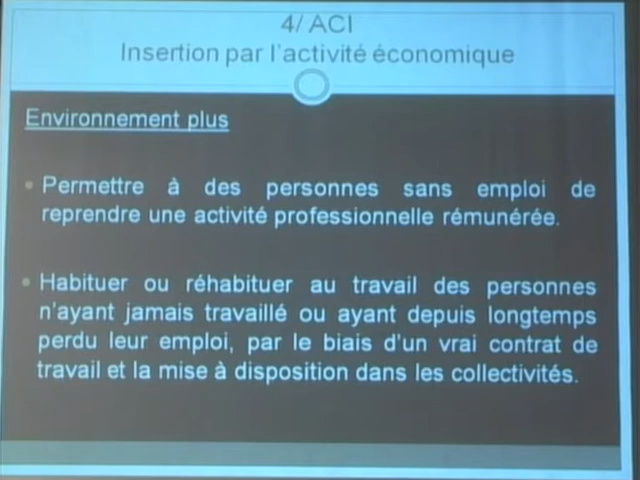 4/ ACI
Insertion par l'activité économique
Environnement plus
• Permettre à des personnes sans emploi de
reprendre une activité professionnelle rémunérée.
• Habituer ou réhabituer au travail des personnes
n'ayant jamais travaillé ou ayant depuis longtemps
perdu leur emploi, par le biais d'un vrai contrat de
travail et la mise à disposition dans les collectivités.